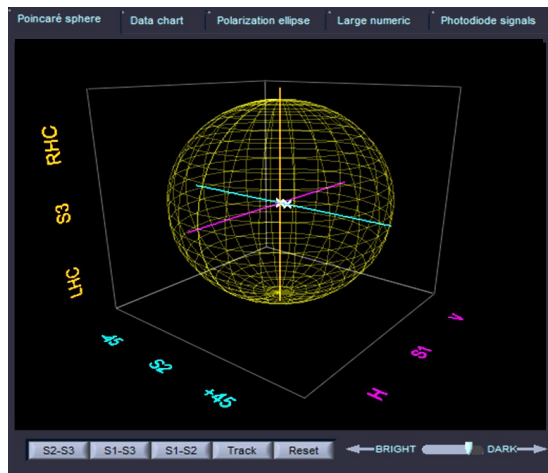 Poincaré sphere
Data chart
Polarization ellipse
Large numeric
Photodiode signals
RHC
S3
LHC
45
S2
+45
H
S1
V
S2-S3
S1-S3
S1-S2
Track
Reset
BRIGHT
DARK